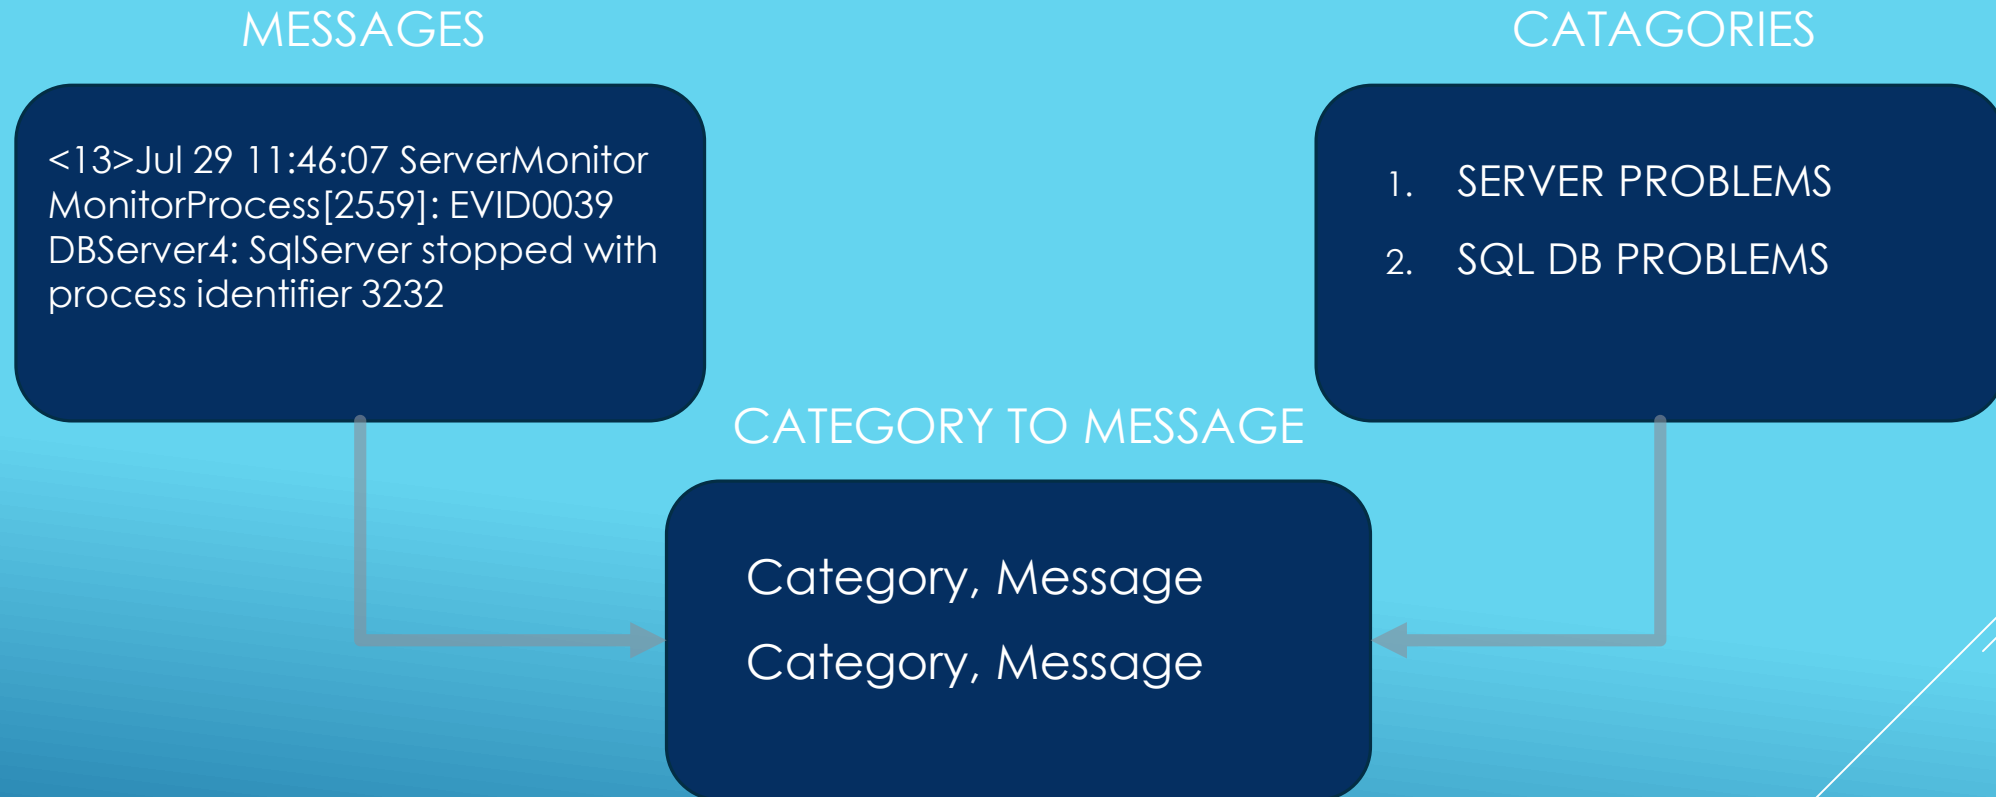 MESSAGES
<13>Jul 29 11:46:07 ServerMonitor
MonitorProcess[2559]: EVID0039
DBServer4: SqlServer stopped with
process identifier 3232
CATAGORIES
1. SERVER PROBLEMS
2. SQL DB PROBLEMS
CATEGORY TO MESSAGE
Category, Message
Category, Message